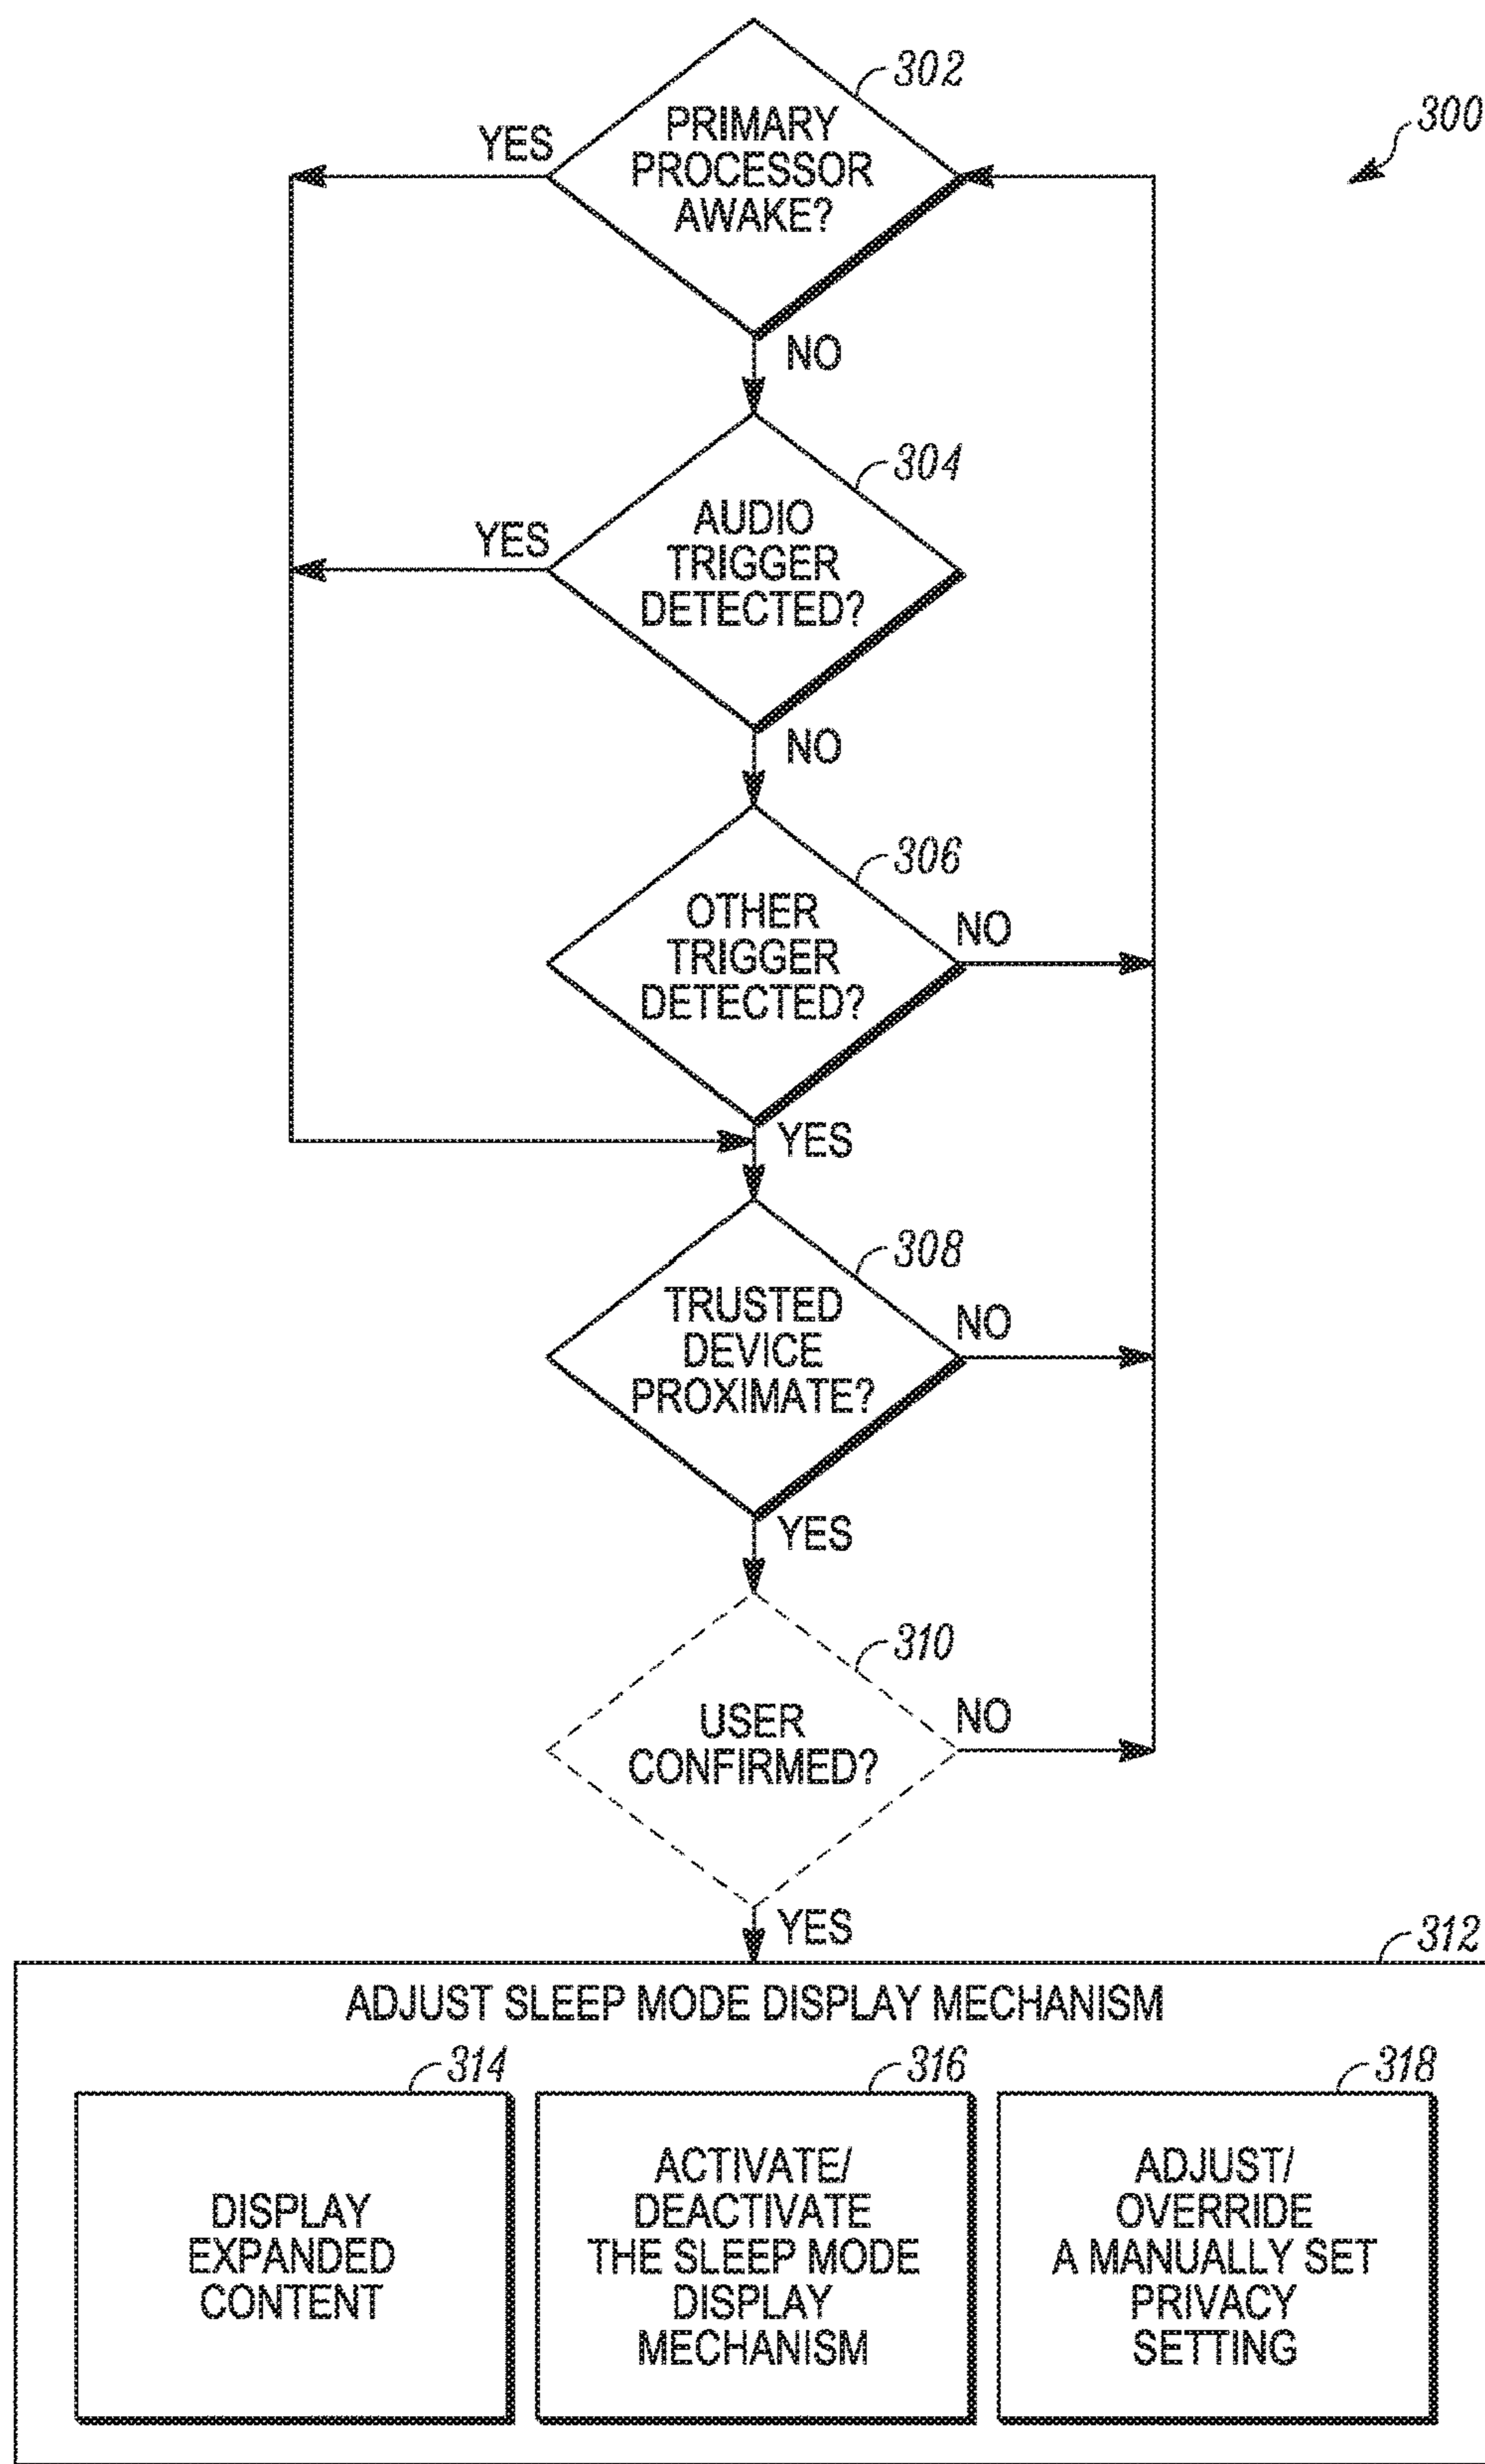 302
300
YES
PRIMARY
PROCESSOR
AWAKE?
NO
304
YES
AUDIO
TRIGGER
DETECTED?
NO
306
OTHER
TRIGGER
DETECTED?
NO
YES
308
TRUSTED
DEVICE
PROXIMATE?
NO
YES
310
USER
CONFIRMED?
NO
YES
312
ADJUST SLEEP MODE DISPLAY MECHANISM
314
DISPLAY
EXPANDED
CONTENT
316
ACTIVATE/
DEACTIVATE
THE SLEEP MODE
DISPLAY
MECHANISM
318
ADJUST/
OVERRIDE
A MANUALLY SET
PRIVACY
SETTING